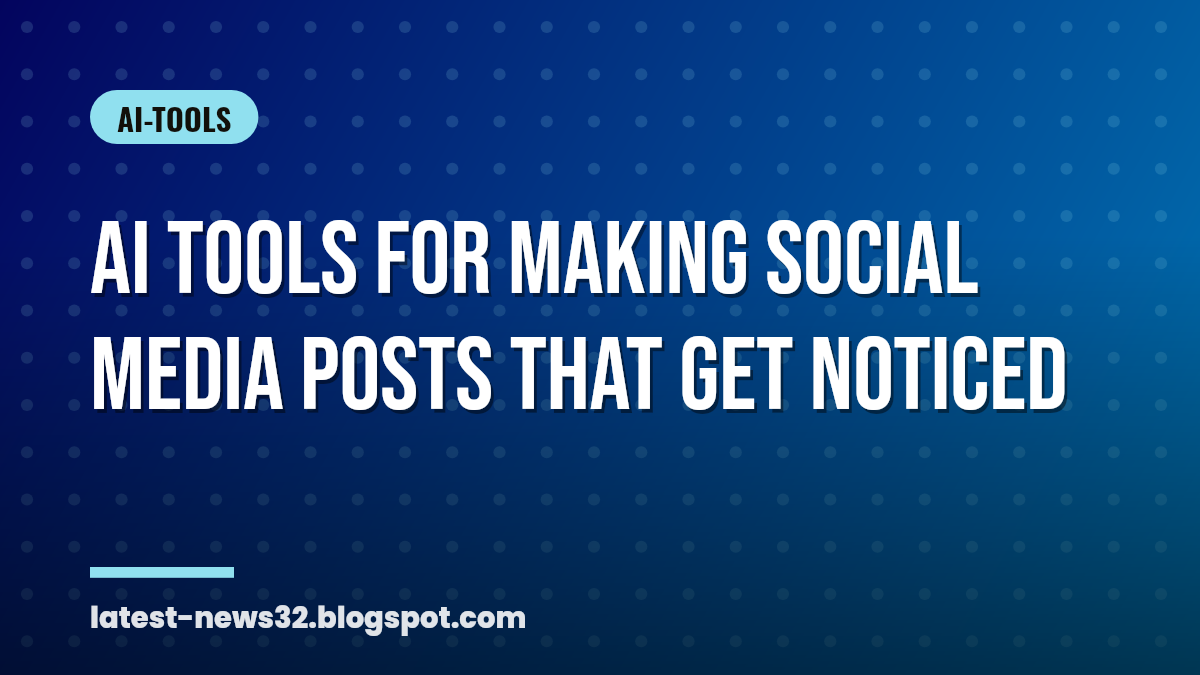 AI-TOOLS
AI TOOLS FOR MAKING SOCIAL
MEDIA POSTS THAT GET NOTICED
latest-news32.blogspot.com